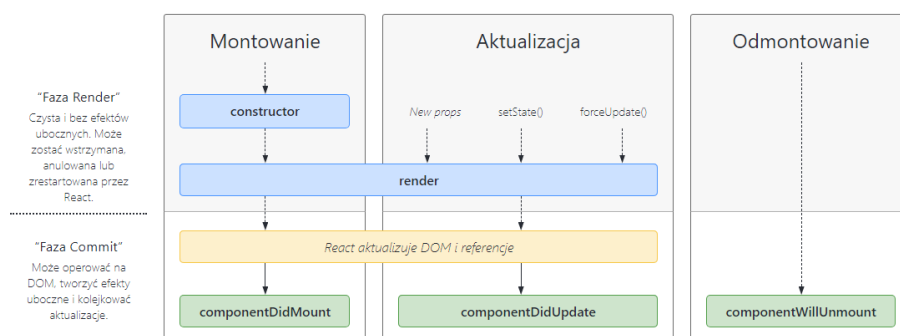 Montowanie
Aktualizacja
Odmontowanie
"Faza Render"
Czysta i bez efektów
ubocznych. Może
zostać wstrzymana,
anulowana lub
zrestartowana przez
React.
constructor
New props
setState()
forceUpdate()
render
"Faza Commit"
Może operować na
DOM, tworzyć efekty
uboczne i kolejkować
aktualizacje.
React aktualizuje DOM i referencje
componentDidMount
componentDidUpdate
componentWillUnmount